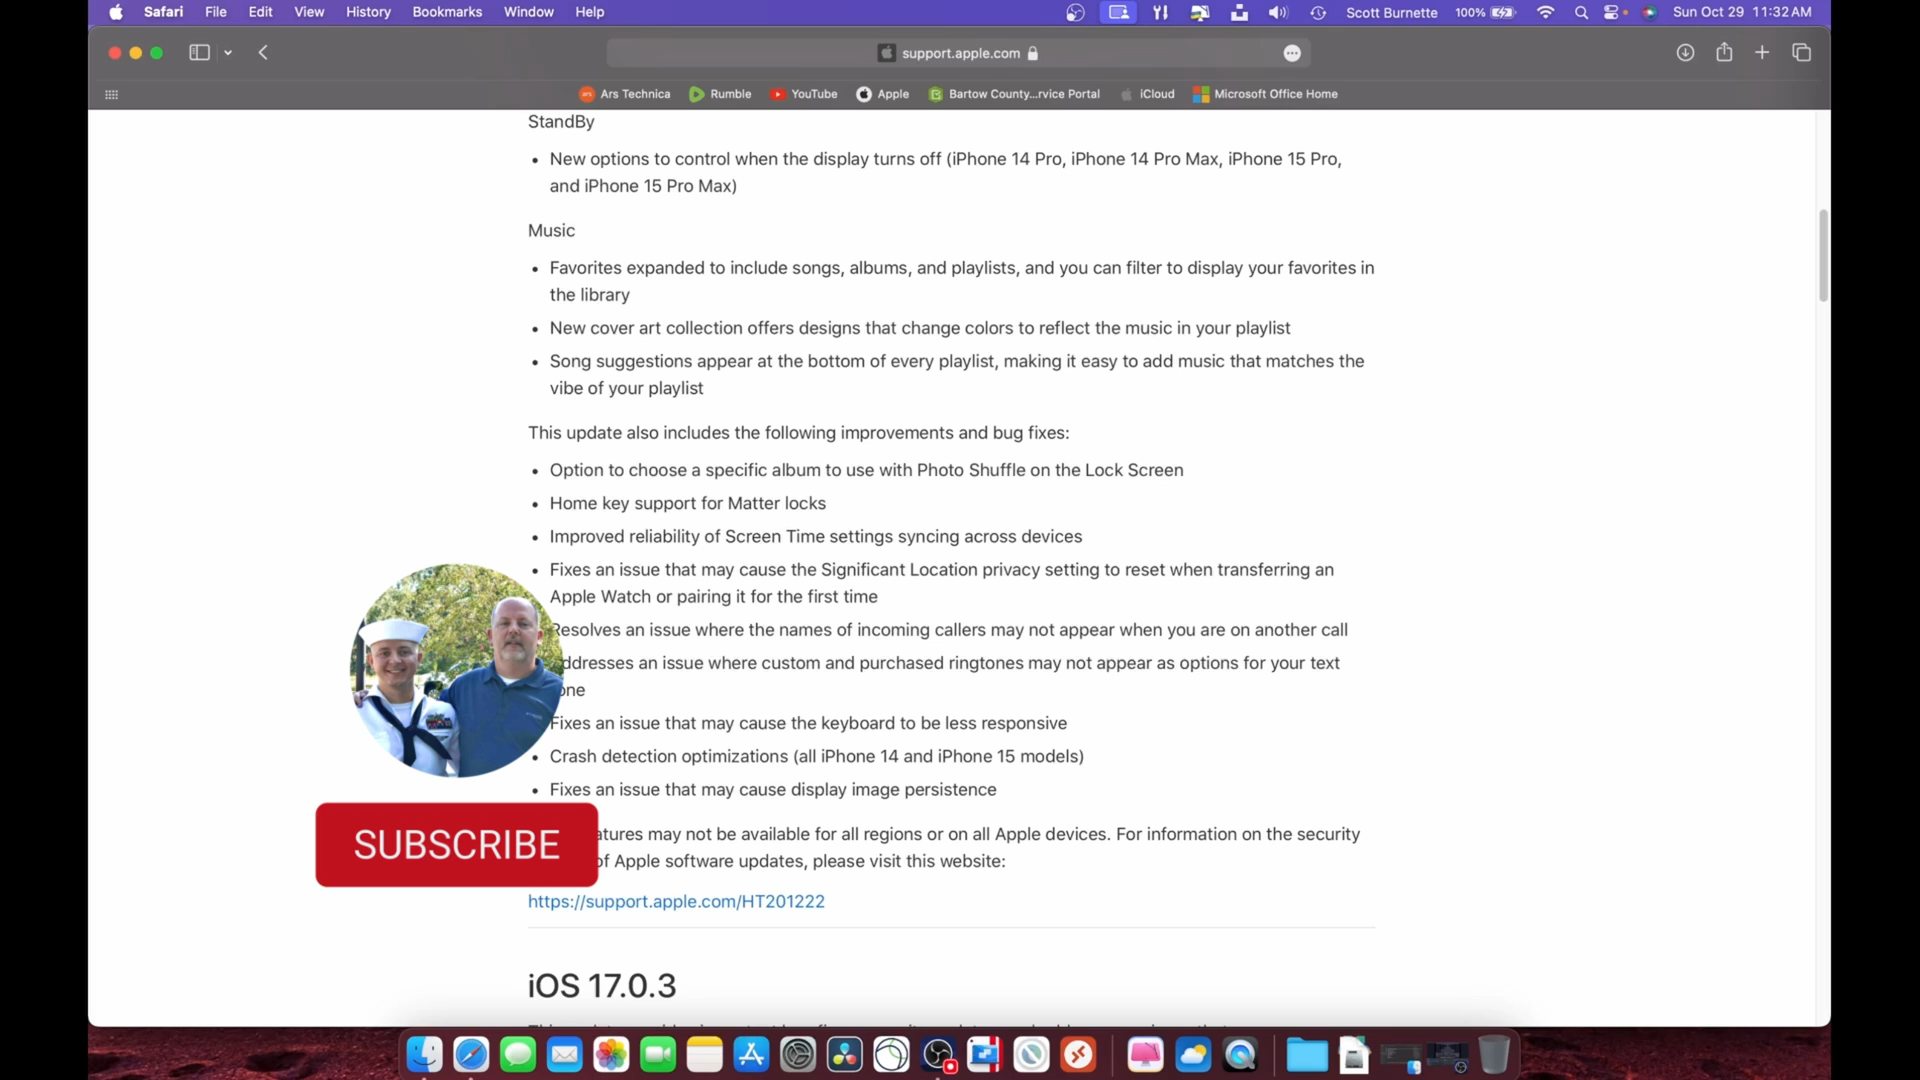 Safari File Edit View History Bookmarks Window Help Scott Burnette 100% Sun Oct 29 11:32 AM
support.apple.com
Ars Technica Rumble YouTube Apple Bartow County...rvice Portal iCloud Microsoft Office Home
StandBy
• New options to control when the display turns off (iPhone 14 Pro, iPhone 14 Pro Max, iPhone 15 Pro,
and iPhone 15 Pro Max)
Music
• Favorites expanded to include songs, albums, and playlists, and you can filter to display your favorites in
the library
• New cover art collection offers designs that change colors to reflect the music in your playlist
• Song suggestions appear at the bottom of every playlist, making it easy to add music that matches the
vibe of your playlist
This update also includes the following improvements and bug fixes:
• Option to choose a specific album to use with Photo Shuffle on the Lock Screen
• Home key support for Matter locks
• Improved reliability of Screen Time settings syncing across devices
• Fixes an issue that may cause the Significant Location privacy setting to reset when transferring an
Apple Watch or pairing it for the first time
Resolves an issue where the names of incoming callers may not appear when you are on another call
ddresses an issue where custom and purchased ringtones may not appear as options for your text
one
Fixes an issue that may cause the keyboard to be less responsive
• Crash detection optimizations (all iPhone 14 and iPhone 15 models)
• Fixes an issue that may cause display image persistence
atures may not be available for all regions or on all Apple devices. For information on the security
of Apple software updates, please visit this website:
SUBSCRIBE
https://support.apple.com/HT201222
iOS 17.0.3